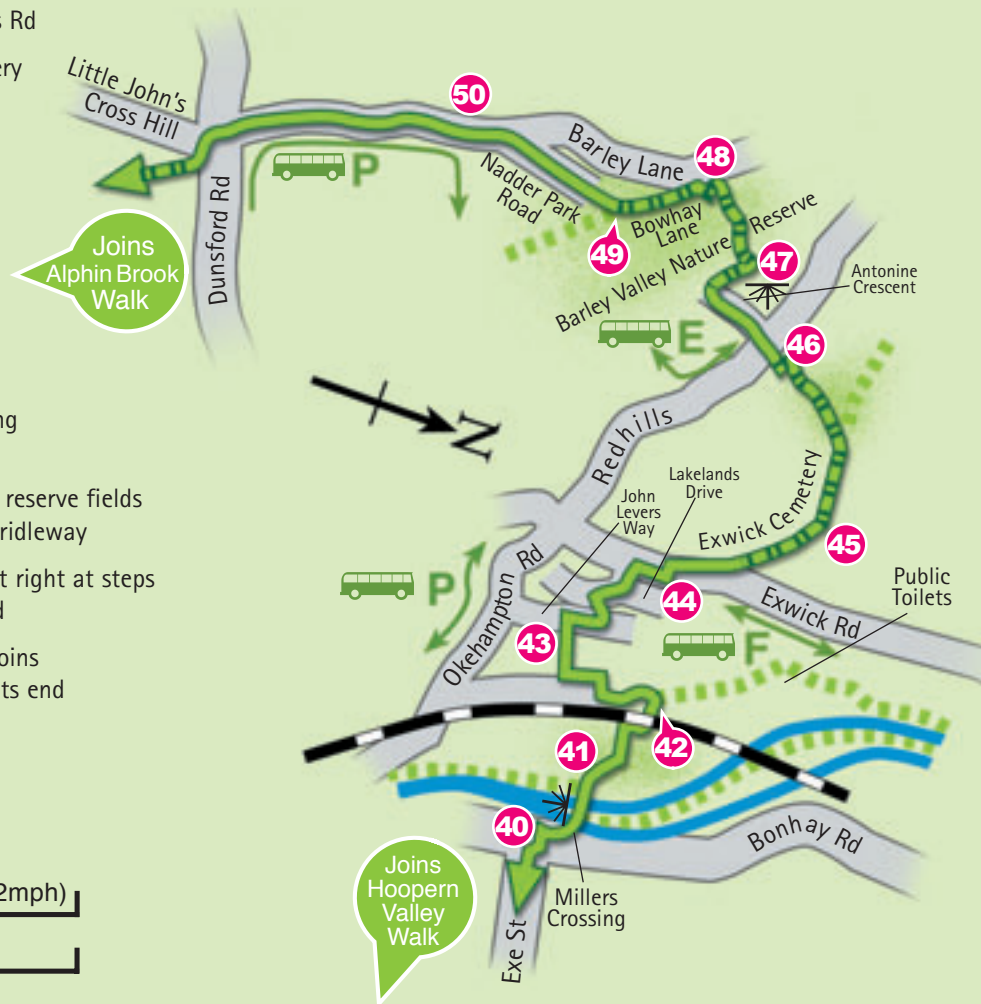 s Rd
ery
ng
reserve fields
ridleway
t right at steps
d
oins
ts end
2mph)
Little John's
Cross Hill
50
Barley Lane
48
P
Nadder Park
Road
Dunsford Rd
Bowhay
Lane
49
Barley Valley Nature Reserve
47
Antonine
Crescent
Joins
Alphin Brook
Walk
E
46
N
Redhills
John
Levers
Way
Lakelands
Drive
Exwick Cemetery
45
P
Okehampton Rd
43
44
Exwick Rd
Public
Toilets
F
42
41
40
Bonhay Rd
Millers
Crossing
Exe St
Joins
Hoopern
Valley
Walk